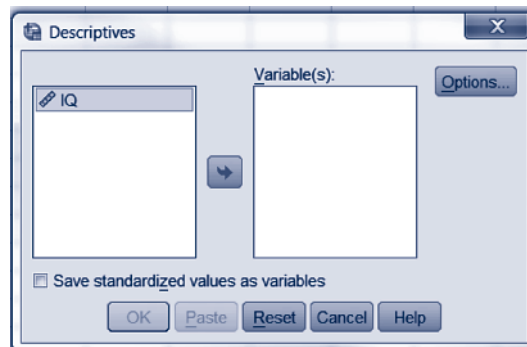 Descriptives
Variable(s):
Options...
IQ
Save standardized values as variables
OK Paste Reset Cancel Help